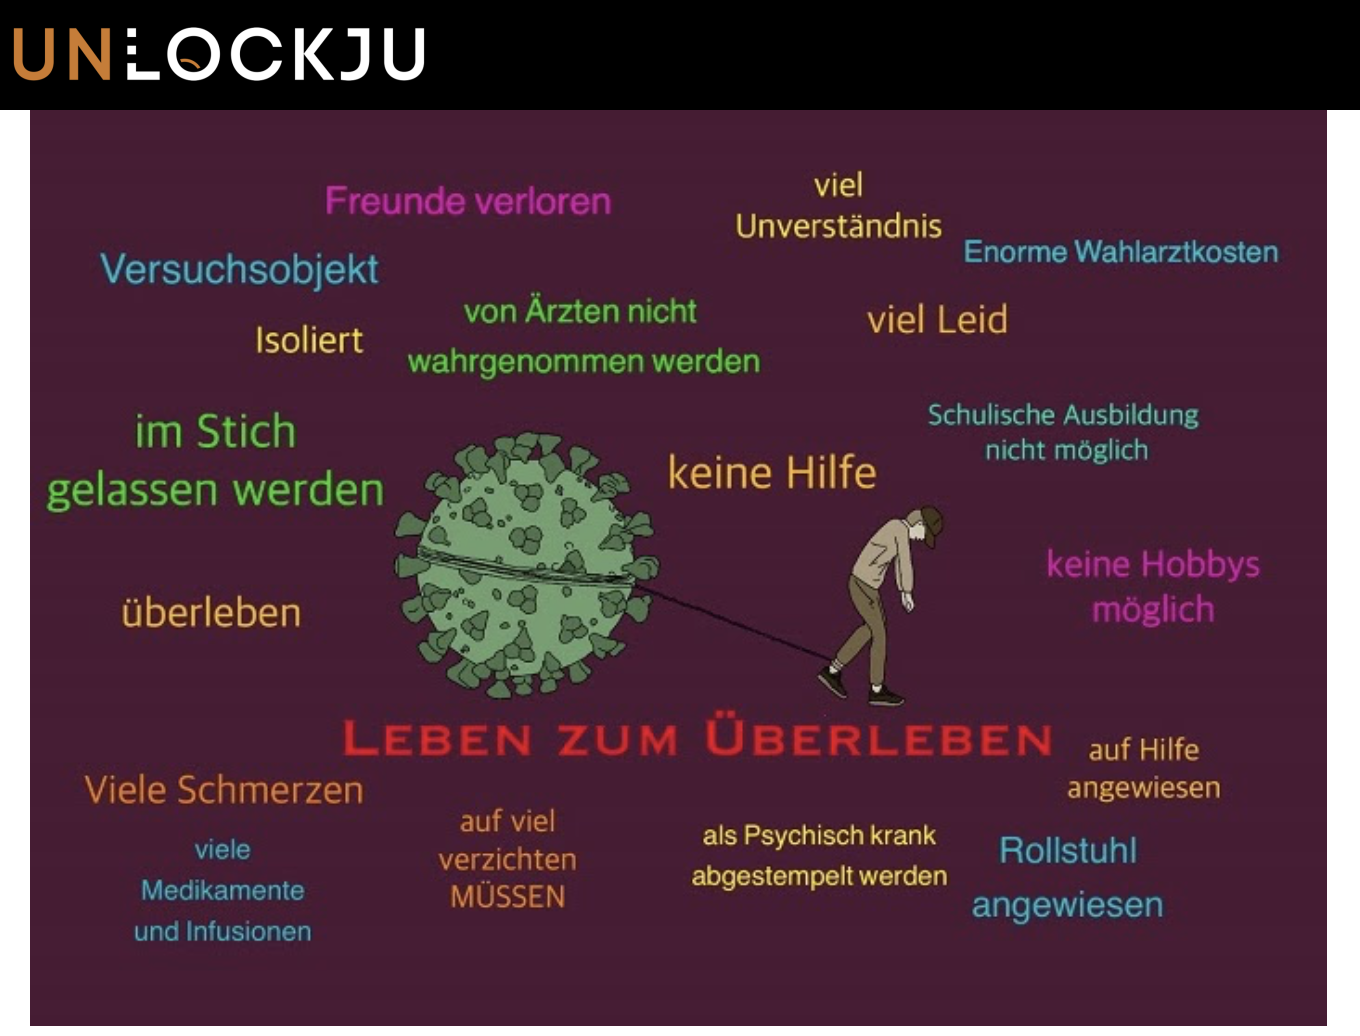 UNLOCKJU
Freunde verloren
viel
Unverständnis
Enorme Wahlarztkosten
Versuchsobjekt
von Ärzten nicht
wahrgenommen werden
viel Leid
Isoliert
im Stich
gelassen werden
keine Hilfe
Schulische Ausbildung
nicht möglich
keine Hobbys
möglich
überleben
LEBEN ZUM ÜBERLEBEN
auf Hilfe
angewiesen
Viele Schmerzen
viele
Medikamente
und Infusionen
auf viel
verzichten
MÜSSEN
als Psychisch krank
abgestempelt werden
Rollstuhl
angewiesen